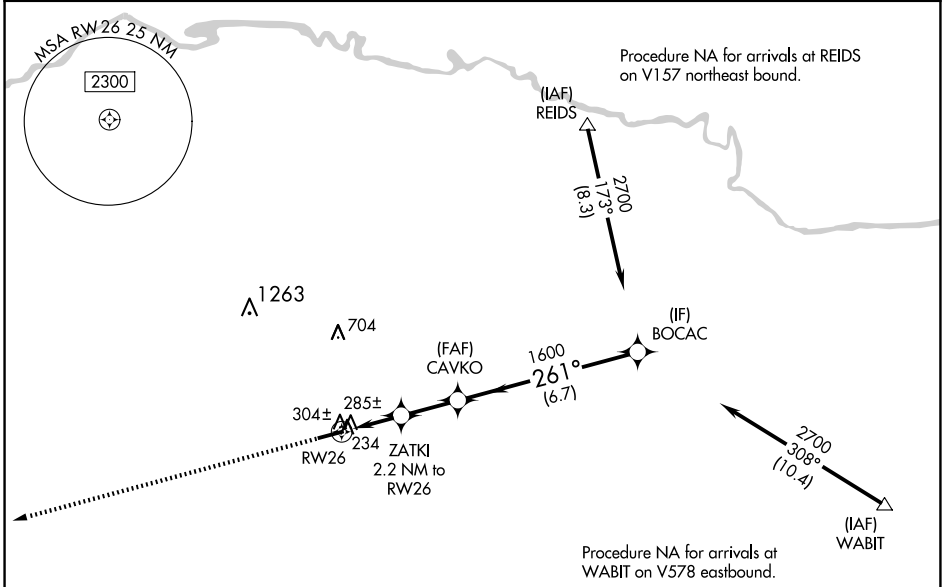 MSA RW26 25 NM
2300
Procedure NA for arrivals at REIDS
on V157 northeast bound.
(IAF)
REIDS
2700
173°
(8.3)
1263
704
(IF)
BOCAC
(FAF)
CAVKO
1600
261°
(6.7)
304±
285±
234
RW26
ZATKI
2.2 NM to
RW26
2700
308°
(10.4)
(IAF)
WABIT
Procedure NA for arrivals at
WABIT on V578 eastbound.